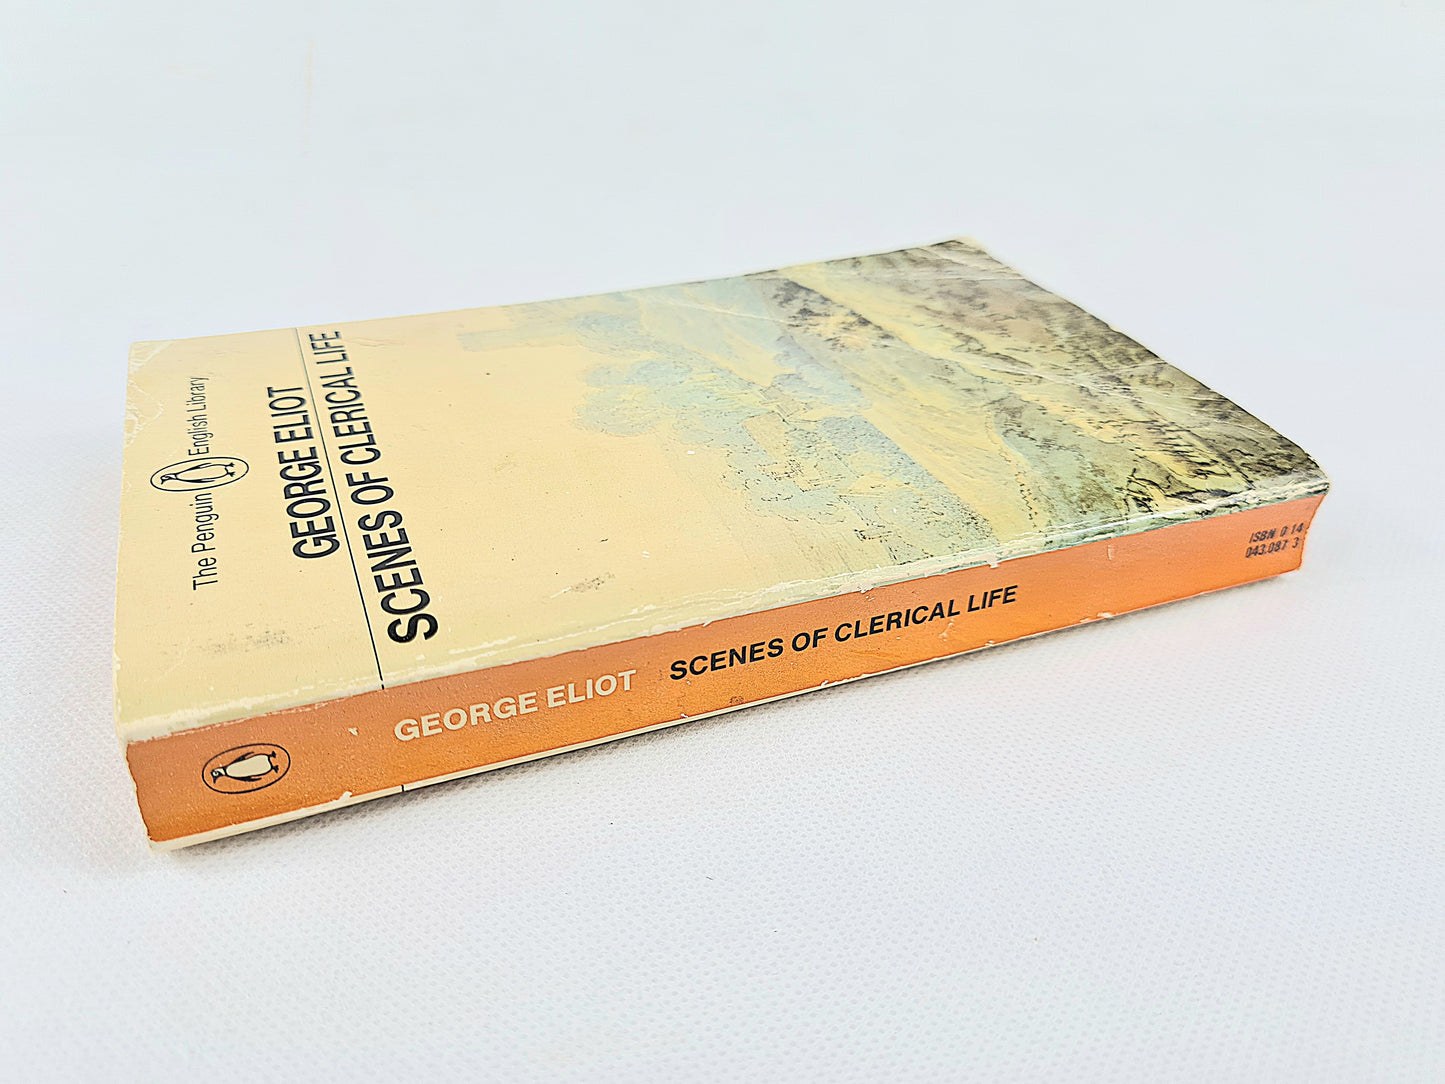 The Penguin English Library
GEORGE ELIOT
SCENES OF CLERICAL LIFE
GEORGE ELIOT SCENES OF CLERICAL LIFE
ISBN 0 14
043.087 3